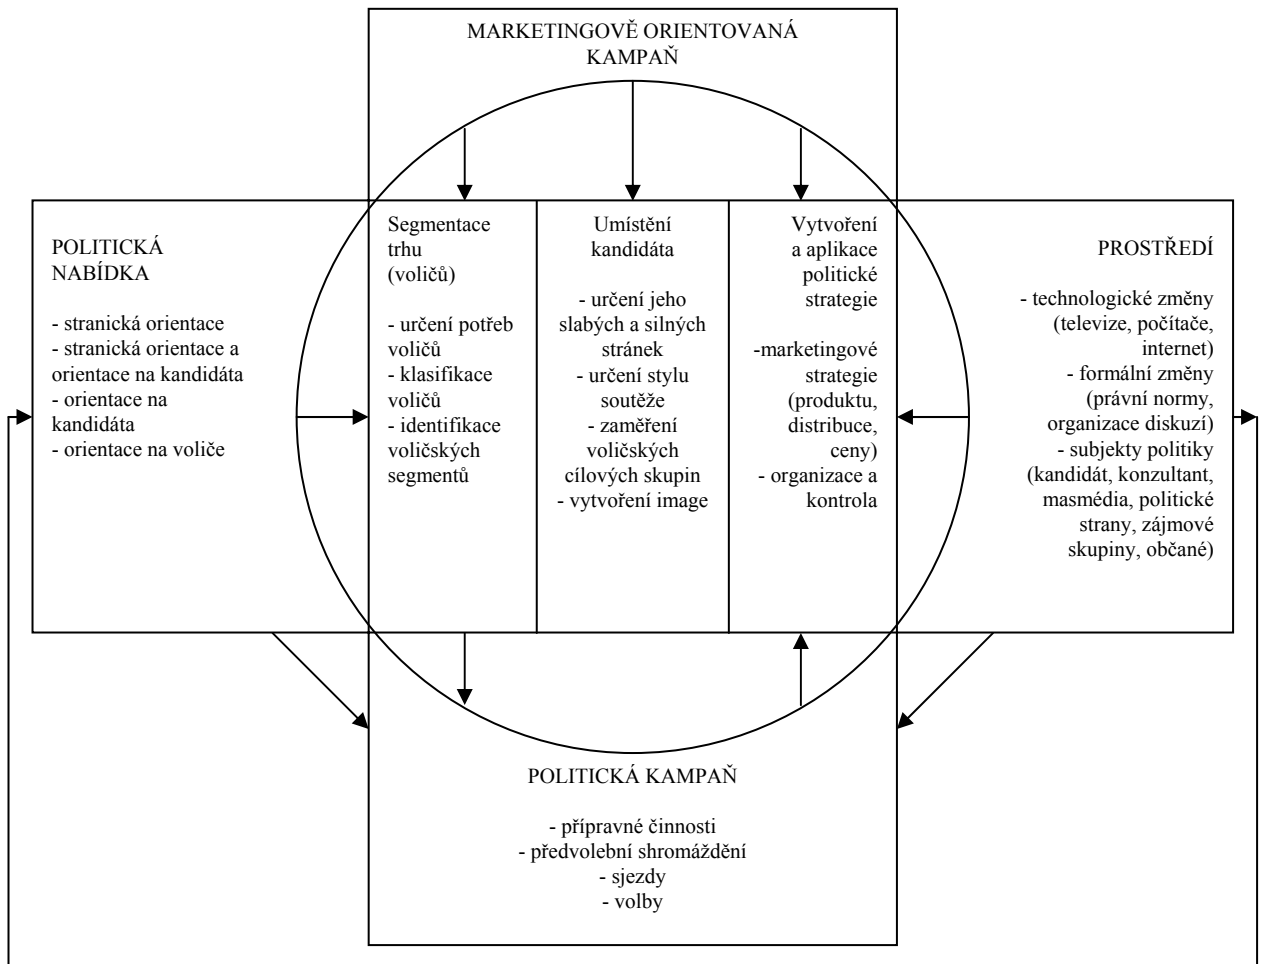 MARKETINGOVĚ ORIENTOVANÁ
KAMPAŇ
POLITICKÁ
NABÍDKA
- stranická orientace
- stranická orientace a
orientace na kandidáta
- orientace na
kandidáta
- orientace na voliče
Segmentace
trhu
(voličů)
- určení potřeb
voličů
- klasifikace
voličů
- identifikace
voličských
segmentů
Umístění
kandidáta
- určení jeho
slabých a silných
stránek
- určení stylu
soutěže
- zaměření
voličských
cílových skupin
- vytvoření image
Vytvoření
a aplikace
politické
strategie
-marketingové
strategie
(produktu,
distribuce,
ceny)
- organizace a
kontrola
PROSTŘEDÍ
- technologické změny
(televize, počítače,
internet)
- formální změny
(právní normy,
organizace diskuzí)
- subjekty politiky
(kandidát, konzultant,
masmédia, politické
strany, zájmové
skupiny, občané)
POLITICKÁ KAMPAŇ
- přípravné činnosti
- předvolební shromáždění
- sjezdy
- volby